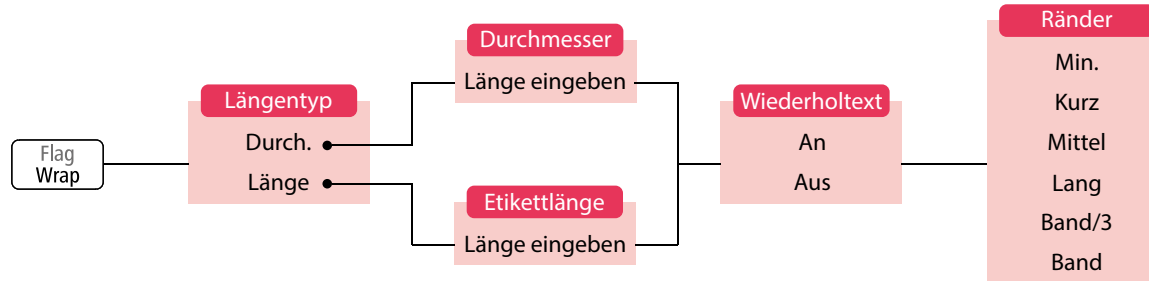 Flag
Wrap
Längentyp
Durch.
Länge
Durchmesser
Länge eingeben
Etikettlänge
Länge eingeben
Wiederholtext
An
Aus
Ränder
Min.
Kurz
Mittel
Lang
Band/3
Band